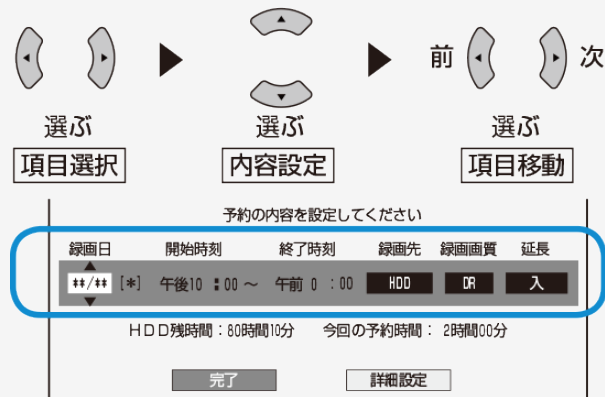 前 次
選ぶ 選ぶ 選ぶ
項目選択 内容設定 項目移動
予約の内容を設定してください
録画日 開始時刻 終了時刻 録画先 録画画質 延長
**/** [*] 午後10:00~ 午前 0 :00 HDD DR 入
HDD残時間:80時間10分 今回の予約時間: 2時間00分
完了 詳細設定